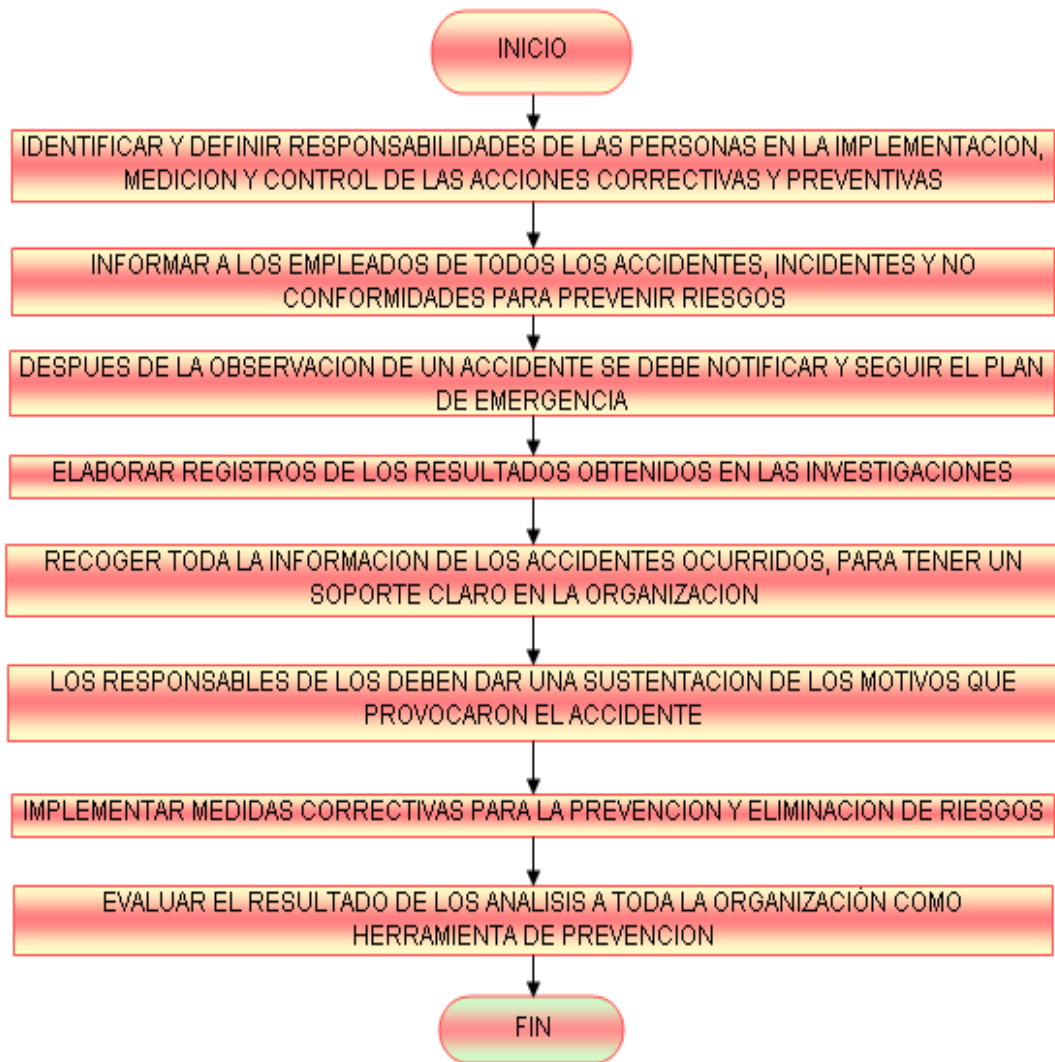 INICIO
IDENTIFICAR Y DEFINIR RESPONSABILIDADES DE LAS PERSONAS EN LA IMPLEMENTACION,
MEDICION Y CONTROL DE LAS ACCIONES CORRECTIVAS Y PREVENTIVAS
INFORMAR A LOS EMPLEADOS DE TODOS LOS ACCIDENTES, INCIDENTES Y NO
CONFORMIDADES PARA PREVENIR RIESGOS
DESPUES DE LA OBSERVACION DE UN ACCIDENTE SE DEBE NOTIFICAR Y SEGUIR EL PLAN
DE EMERGENCIA
ELABORAR REGISTROS DE LOS RESULTADOS OBTENIDOS EN LAS INVESTIGACIONES
RECOGER TODA LA INFORMACION DE LOS ACCIDENTES OCURRIDOS, PARA TENER UN
SOPORTE CLARO EN LA ORGANIZACION
LOS RESPONSABLES DE LOS DEBEN DAR UNA SUSTENTACION DE LOS MOTIVOS QUE
PROVOCARON EL ACCIDENTE
IMPLEMENTAR MEDIDAS CORRECTIVAS PARA LA PREVENCION Y ELIMINACION DE RIESGOS
EVALUAR EL RESULTADO DE LOS ANALISIS A TODA LA ORGANIZACIÓN COMO
HERRAMIENTA DE PREVENCION
FIN